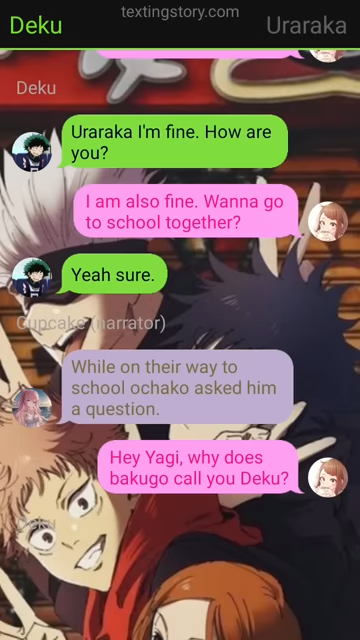 textingstory.com
Deku
Uraraka
Deku
Uraraka I'm fine. How are
you?
I am also fine. Wanna go
to school together?
Yeah sure.
Cupcake (narrator)
While on their way to
school ochako asked him
a question.
Hey Yagi, why does
bakugo call you Deku?
Deku